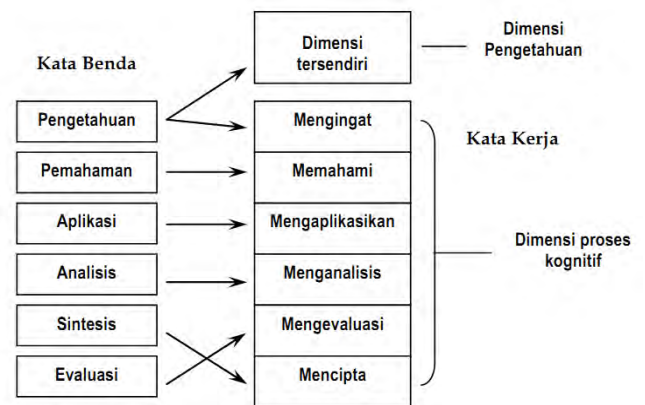 Kata Benda
Pengetahuan
Pemahaman
Aplikasi
Analisis
Sintesis
Evaluasi
Dimensi
tersendiri
Mengingat
Memahami
Mengaplikasikan
Menganalisis
Mengevaluasi
Mencipta
Dimensi
Pengetahuan
Kata Kerja
Dimensi proses
kognitif